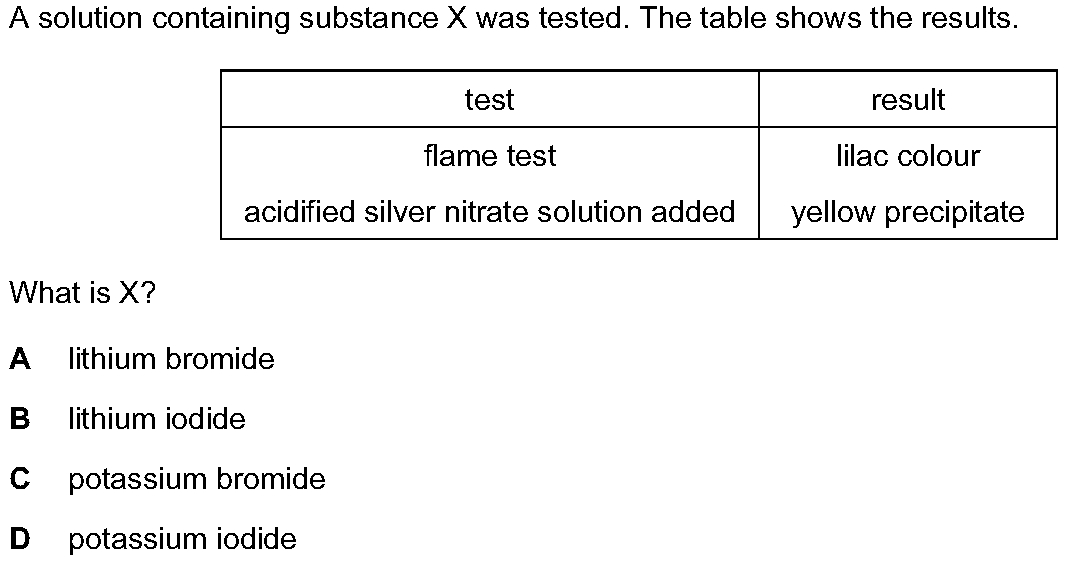 A solution containing substance X was tested. The table shows the results.
test result
flame test lilac colour
acidified silver nitrate solution added yellow precipitate
What is X?
A lithium bromide
B lithium iodide
C potassium bromide
D potassium iodide